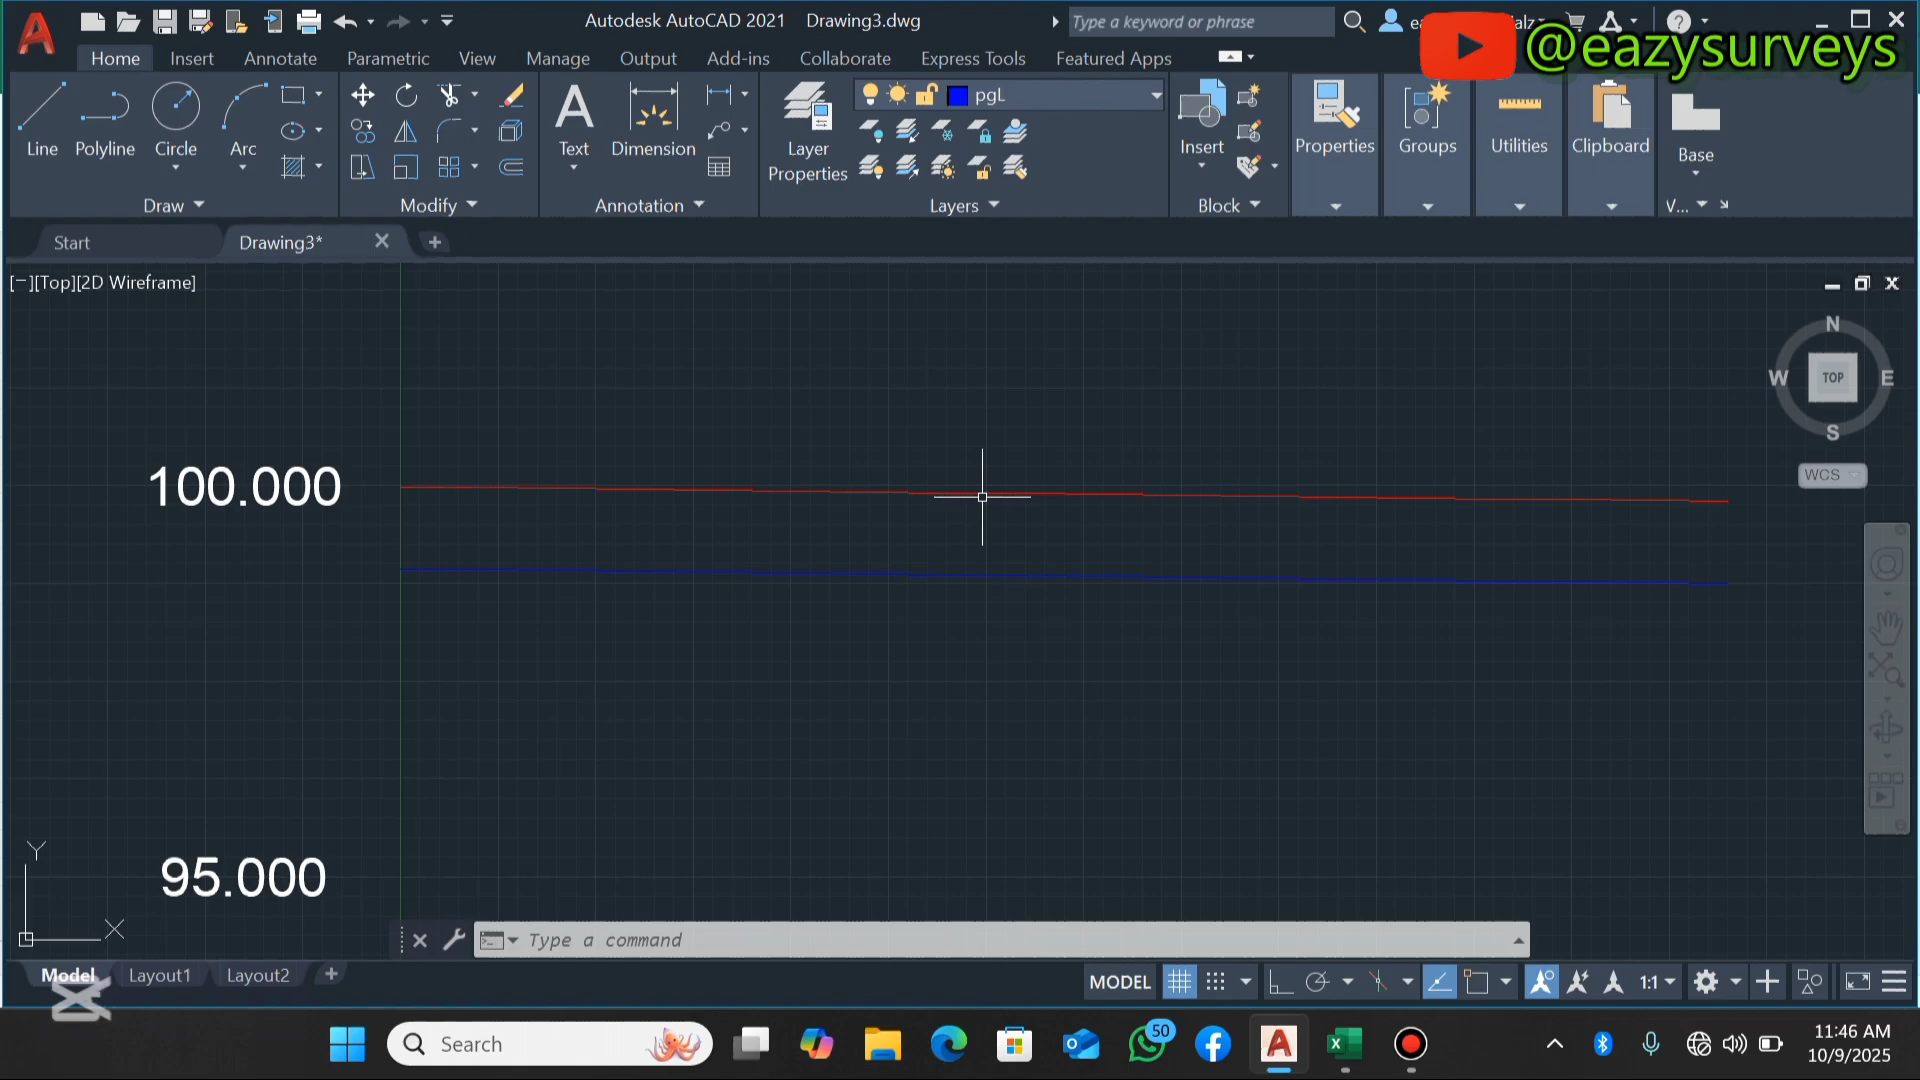 Autodesk AutoCAD 2021 Drawing3.dwg
Type a keyword or phrase
@eazysurveys
Home Insert Annotate Parametric View Manage Output Add-ins Collaborate Express Tools Featured Apps
Line Polyline Circle Arc
Text Dimension
Layer Properties
pgL
Insert
Properties Groups Utilities Clipboard Base
Draw Modify Annotation Layers Block V...
Start Drawing3*
[−][Top][2D Wireframe]
N
W TOP E
S
WCS
100.000
95.000
Y
X
Type a command
Model Layout1 Layout2
MODEL 1:1
Search
50
11:46 AM
10/9/2025